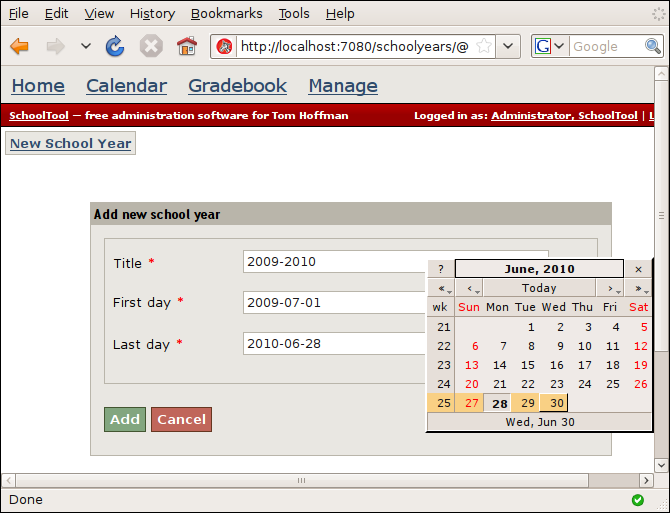 File Edit View History Bookmarks Tools Help
http://localhost:7080/schoolyears/@
G Google
Home Calendar Gradebook Manage
SchoolTool — free administration software for Tom Hoffman Logged in as: Administrator, SchoolTool | L
New School Year
Add new school year
Title * 2009-2010
First day * 2009-07-01
Last day * 2010-06-28
? June, 2010 ×
« ‹ Today › »
wk Sun Mon Tue Wed Thu Fri Sat
21 1 2 3 4 5
22 6 7 8 9 10 11 12
23 13 14 15 16 17 18 19
24 20 21 22 23 24 25 26
25 27 28 29 30
Wed, Jun 30
Add Cancel
Done